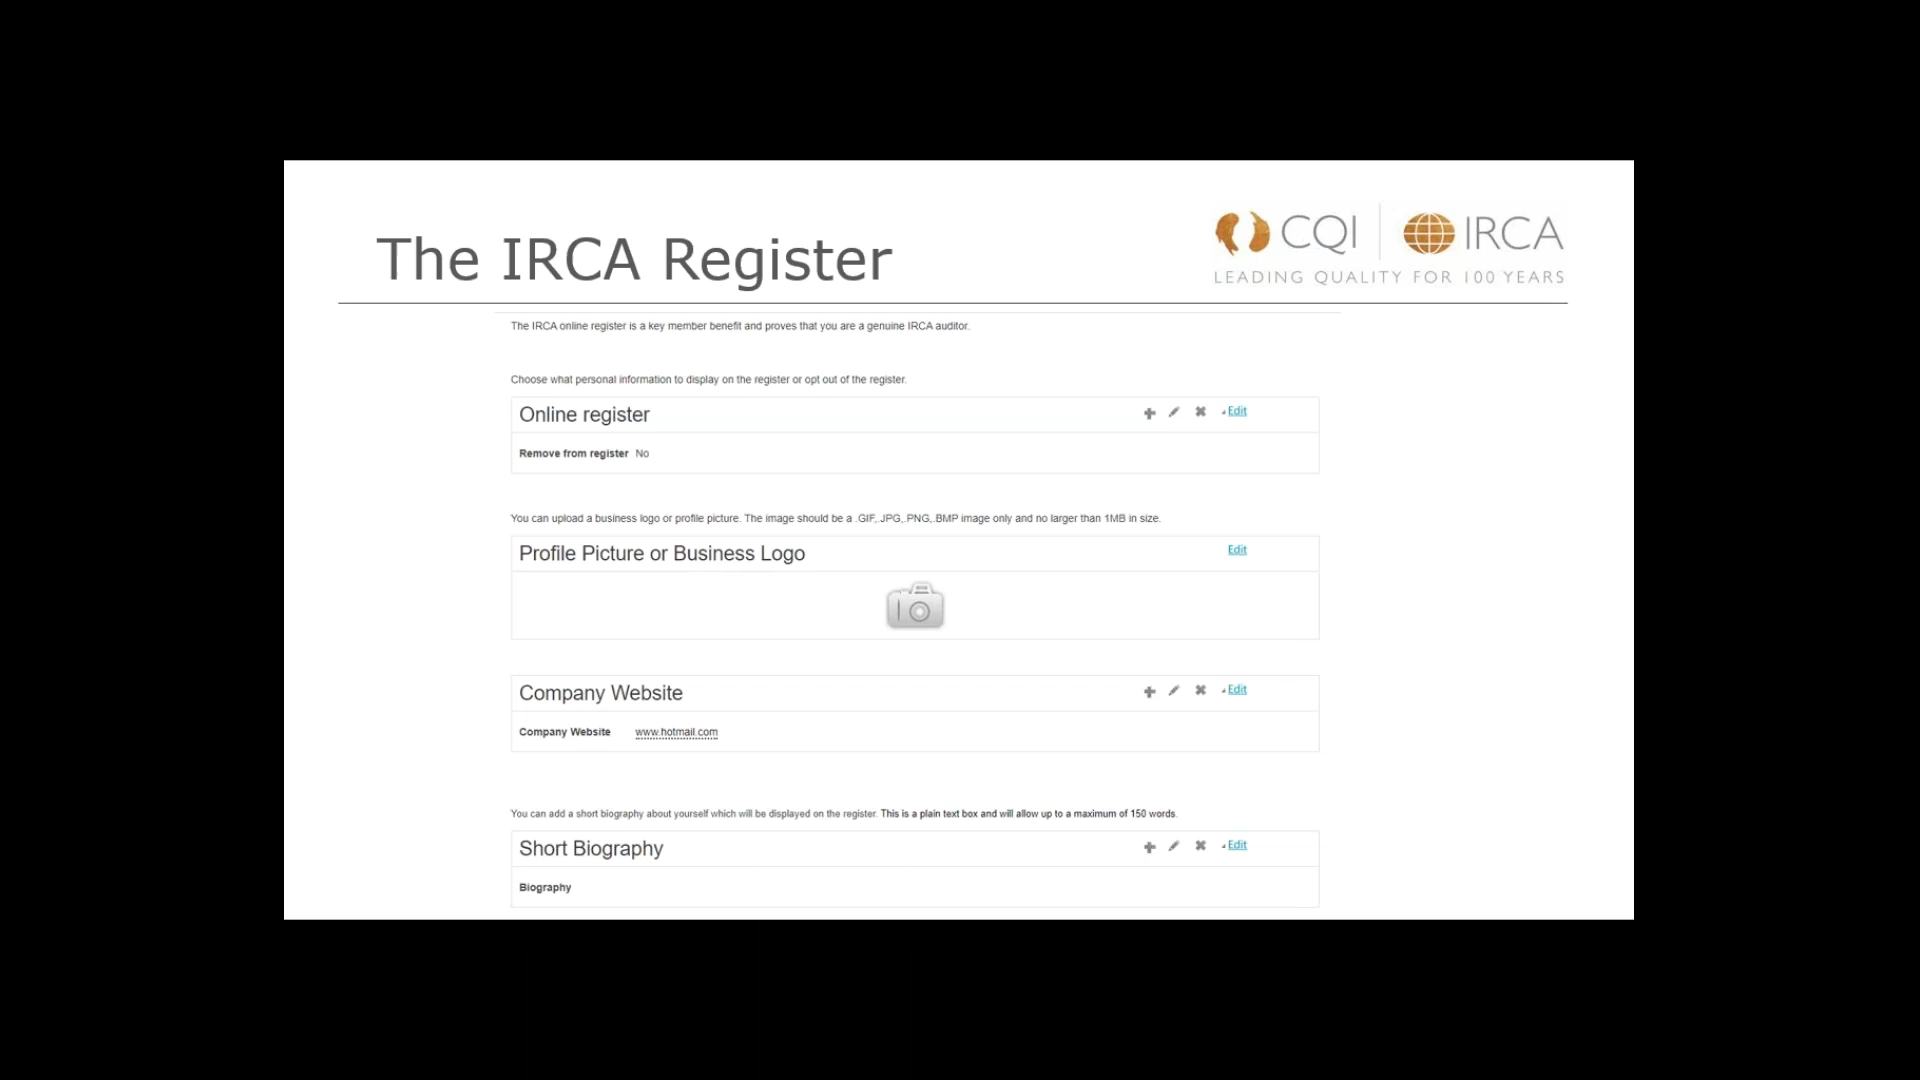 The IRCA Register
CQI IRCA
LEADING QUALITY FOR 100 YEARS
The IRCA online register is a key member benefit and proves that you are a genuine IRCA auditor.
Choose what personal information to display on the register or opt out of the register.
Online register
Edit
Remove from register No
You can upload a business logo or profile picture. The image should be a .GIF,.JPG,.PNG,.BMP image only and no larger than 1MB in size.
Profile Picture or Business Logo
Edit
Company Website
Edit
Company Website www.hotmail.com
You can add a short biography about yourself which will be displayed on the register. This is a plain text box and will allow up to a maximum of 150 words.
Short Biography
Edit
Biography